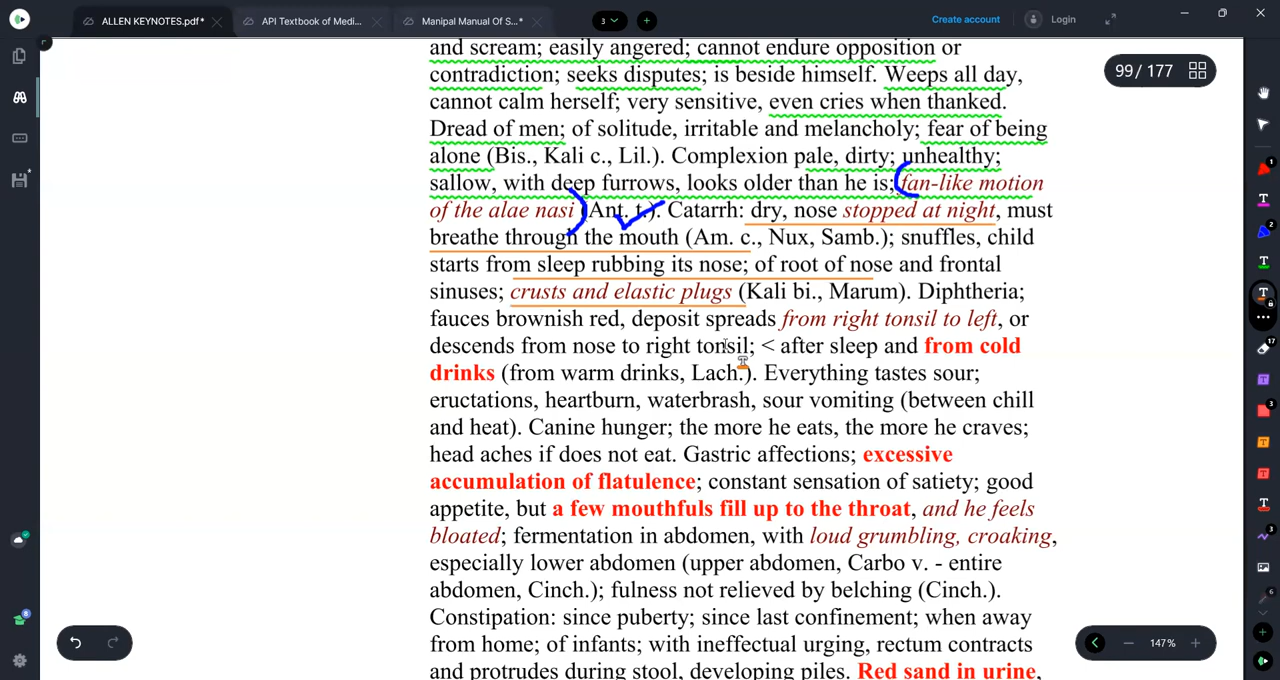 ALLEN KEYNOTES.pdf*
API Textbook of Medi...
Manipal Manual Of S...*
3
Create account
Login
99 / 177
and scream; easily angered; cannot endure opposition or
contradiction; seeks disputes; is beside himself. Weeps all day,
cannot calm herself; very sensitive, even cries when thanked.
Dread of men; of solitude, irritable and melancholy; fear of being
alone (Bis., Kali c., Lil.). Complexion pale, dirty; unhealthy;
sallow, with deep furrows, looks older than he is; fan-like motion
of the alae nasi (Ant. t.). Catarrh: dry, nose stopped at night, must
breathe through the mouth (Am. c., Nux, Samb.); snuffles, child
starts from sleep rubbing its nose; of root of nose and frontal
sinuses; crusts and elastic plugs (Kali bi., Marum). Diphtheria;
fauces brownish red, deposit spreads from right tonsil to left, or
descends from nose to right tonsil; < after sleep and from cold
drinks (from warm drinks, Lach.). Everything tastes sour;
eructations, heartburn, waterbrash, sour vomiting (between chill
and heat). Canine hunger; the more he eats, the more he craves;
head aches if does not eat. Gastric affections; excessive
accumulation of flatulence; constant sensation of satiety; good
appetite, but a few mouthfuls fill up to the throat, and he feels
bloated; fermentation in abdomen, with loud grumbling, croaking,
especially lower abdomen (upper abdomen, Carbo v. - entire
abdomen, Cinch.); fulness not relieved by belching (Cinch.).
Constipation: since puberty; since last confinement; when away
from home; of infants; with ineffectual urging, rectum contracts
and protrudes during stool, developing piles. Red sand in urine,
147%